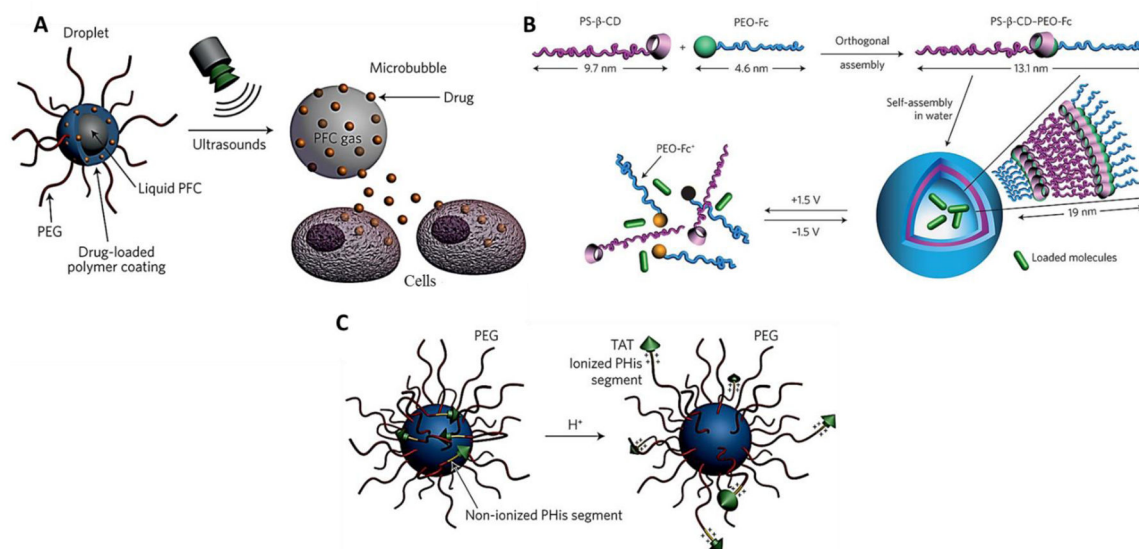 A
Droplet
Microbubble
Drug
PFC gas
Ultrasounds
Liquid PFC
PEG
Drug-loaded
polymer coating
Cells
B
PS-β-CD
PEO-Fc
PS-β-CD–PEO-Fc
+
Orthogonal
assembly
9.7 nm
4.6 nm
13.1 nm
Self-assembly
in water
PEO-Fc⁺
+1.5 V
−1.5 V
19 nm
Loaded molecules
C
PEG
TAT
Ionized PHis
segment
PEG
H⁺
Non-ionized PHis segment